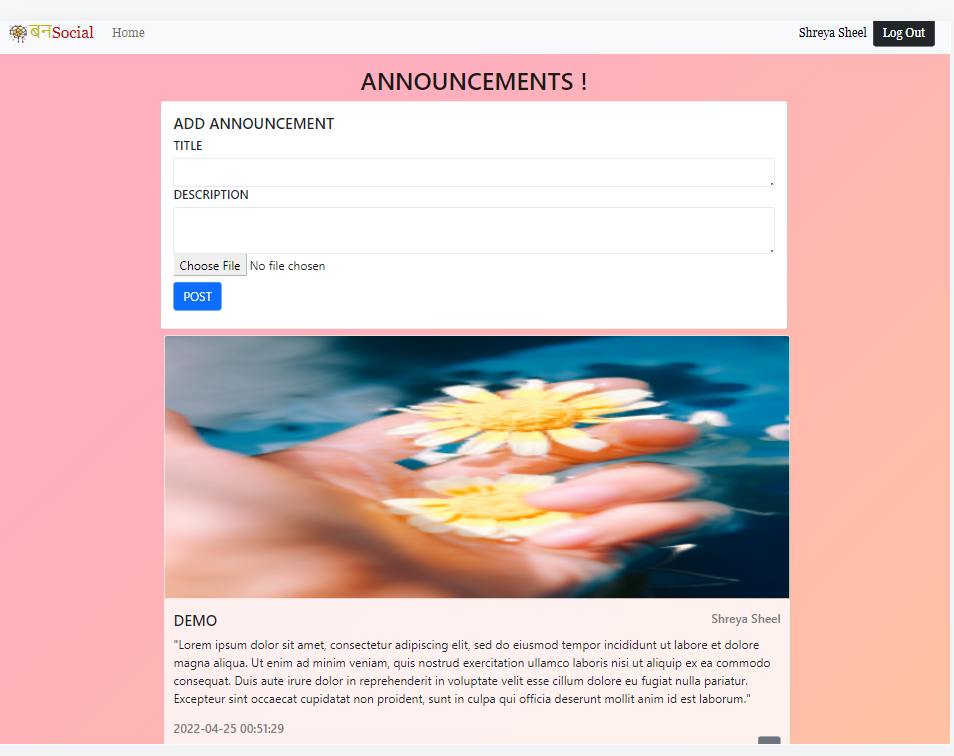 बनSocial Home Shreya Sheel Log Out
ANNOUNCEMENTS !
ADD ANNOUNCEMENT
TITLE
DESCRIPTION
Choose File No file chosen
POST
DEMO Shreya Sheel
"Lorem ipsum dolor sit amet, consectetur adipiscing elit, sed do eiusmod tempor incididunt ut labore et dolore
magna aliqua. Ut enim ad minim veniam, quis nostrud exercitation ullamco laboris nisi ut aliquip ex ea commodo
consequat. Duis aute irure dolor in reprehenderit in voluptate velit esse cillum dolore eu fugiat nulla pariatur.
Excepteur sint occaecat cupidatat non proident, sunt in culpa qui officia deserunt mollit anim id est laborum."
2022-04-25 00:51:29